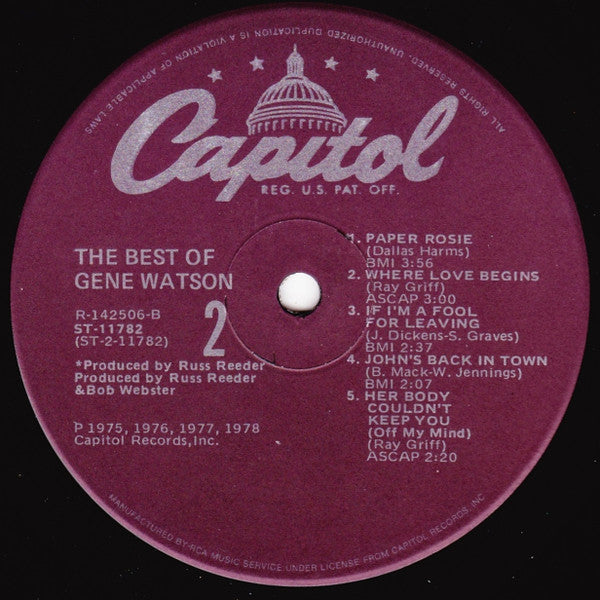 ALL RIGHTS RESERVED. UNAUTHORIZED DUPLICATION IS A VIOLATION OF APPLICABLE LAWS
Capitol
REG. U.S. PAT. OFF.
THE BEST OF
GENE WATSON
R-142506-B
ST-11782
(ST-2-11782)
2
*Produced by Russ Reeder
Produced by Russ Reeder
&Bob Webster
℗ 1975, 1976, 1977, 1978
Capitol Records,Inc.
1. PAPER ROSIE
(Dallas Harms)
BMI 3:56
2. WHERE LOVE BEGINS
(Ray Griff)
ASCAP 3:00
3. IF I'M A FOOL
FOR LEAVING
(J. Dickens-S. Graves)
BMI 2:37
4. JOHN'S BACK IN TOWN
(B. Mack-W. Jennings)
BMI 2:07
5. HER BODY
COULDN'T
KEEP YOU
(Off My Mind)
(Ray Griff)
ASCAP 2:20
MANUFACTURED BY RCA MUSIC SERVICE.UNDER LICENSE FROM CAPITOL RECORDS, INC